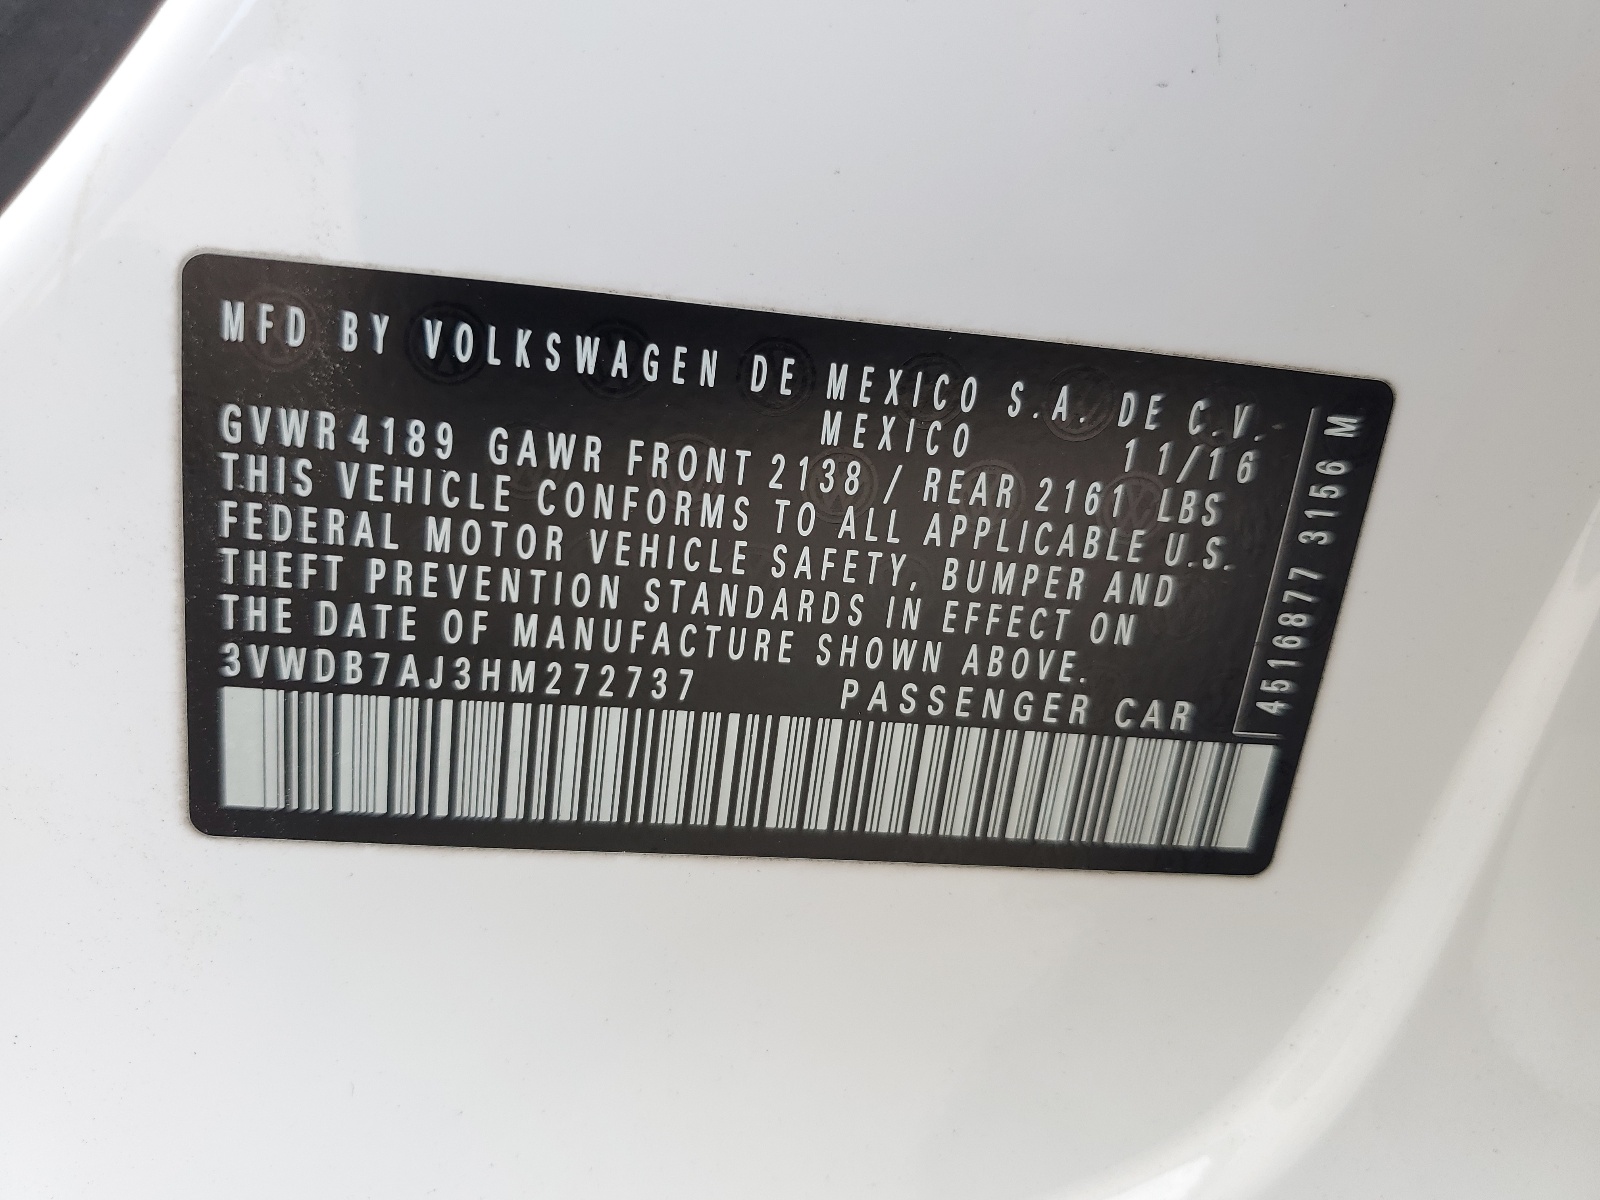 MFD BY VOLKSWAGEN DE MEXICO S.A. DE C.V.
MEXICO 11/16
GVWR 4189 GAWR FRONT 2138 / REAR 2161 LBS
THIS VEHICLE CONFORMS TO ALL APPLICABLE U.S.
FEDERAL MOTOR VEHICLE SAFETY, BUMPER AND
THEFT PREVENTION STANDARDS IN EFFECT ON
THE DATE OF MANUFACTURE SHOWN ABOVE.
3VWDB7AJ3HM272737 PASSENGER CAR
4516877 3156 M